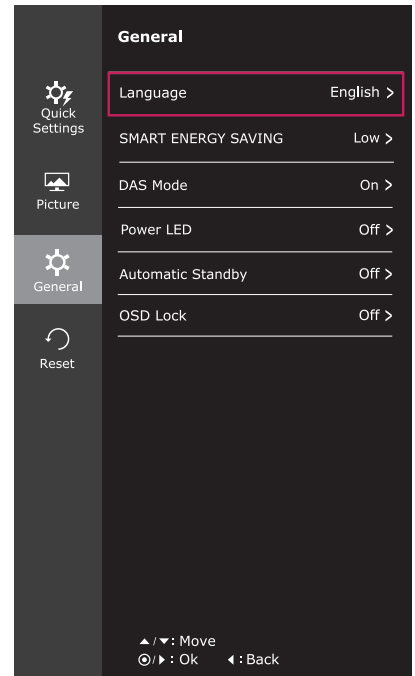 General
Quick
Settings
Picture
General
Reset
Language English >
SMART ENERGY SAVING Low >
DAS Mode On >
Power LED Off >
Automatic Standby Off >
OSD Lock Off >
▲/▼: Move
◉/▶: Ok ◀: Back